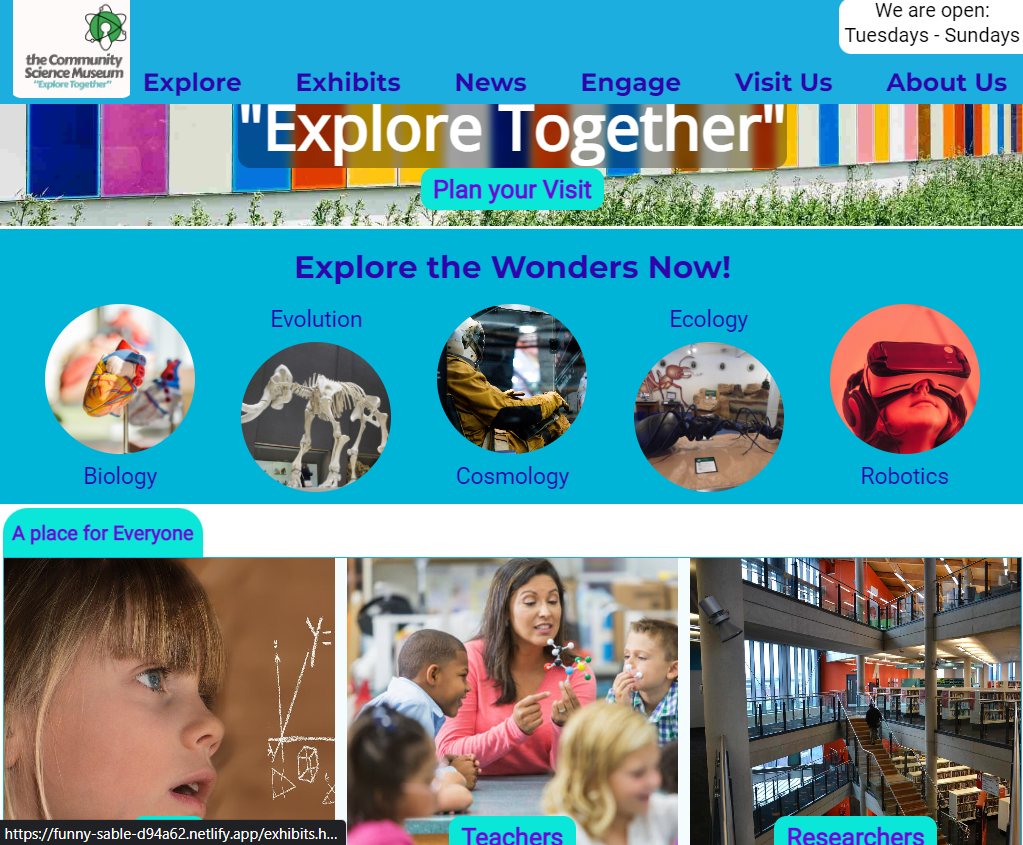 the Community
Science Museum
"Explore Together"
We are open:
Tuesdays - Sundays
Explore
Exhibits
News
Engage
Visit Us
About Us
"Explore Together"
Plan your Visit
Explore the Wonders Now!
Biology
Evolution
Cosmology
Ecology
Robotics
A place for Everyone
Y=
Teachers
Researchers
https://funny-sable-d94a62.netlify.app/exhibits.h...